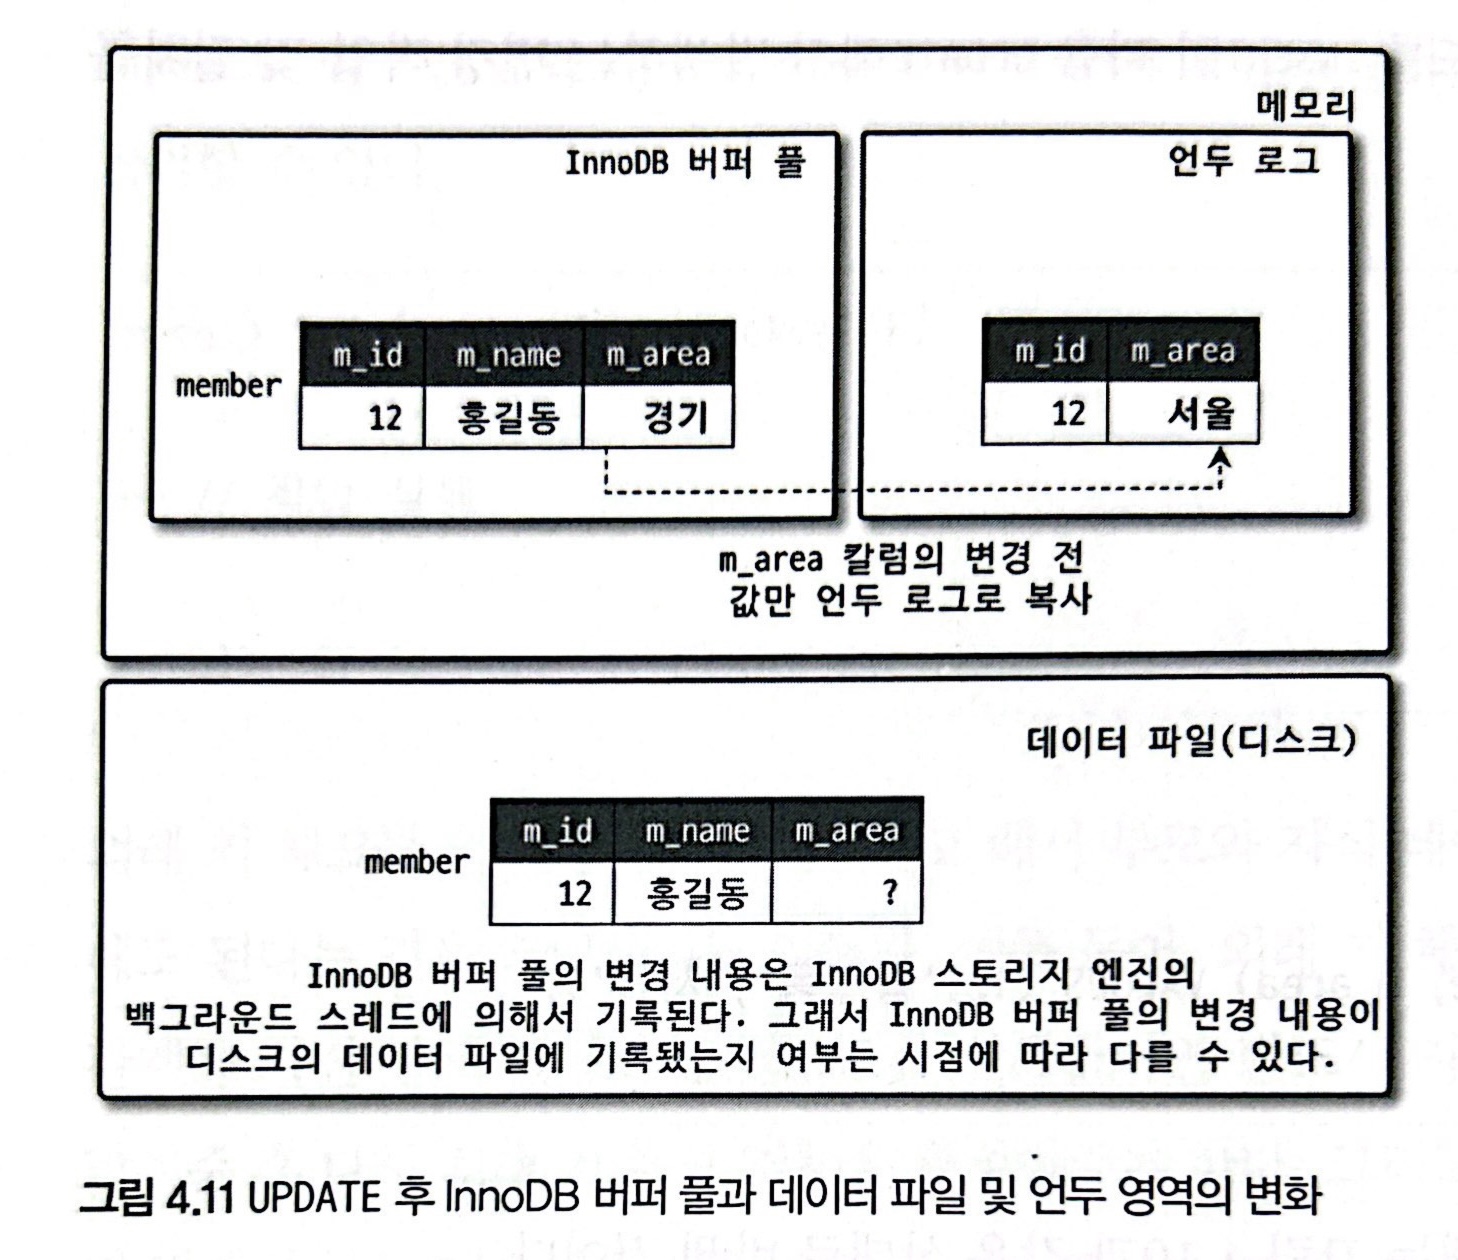 메모리
InnoDB 버퍼 풀
언두 로그
m_id m_name m_area
member
12 홍길동 경기
m_id m_area
12 서울
m_area 칼럼의 변경 전
값만 언두 로그로 복사
데이터 파일(디스크)
m_id m_name m_area
member
12 홍길동 ?
InnoDB 버퍼 풀의 변경 내용은 InnoDB 스토리지 엔진의
백그라운드 스레드에 의해서 기록된다. 그래서 InnoDB 버퍼 풀의 변경 내용이
디스크의 데이터 파일에 기록됐는지 여부는 시점에 따라 다를 수 있다.
그림 4.11 UPDATE 후 InnoDB 버퍼 풀과 데이터 파일 및 언두 영역의 변화